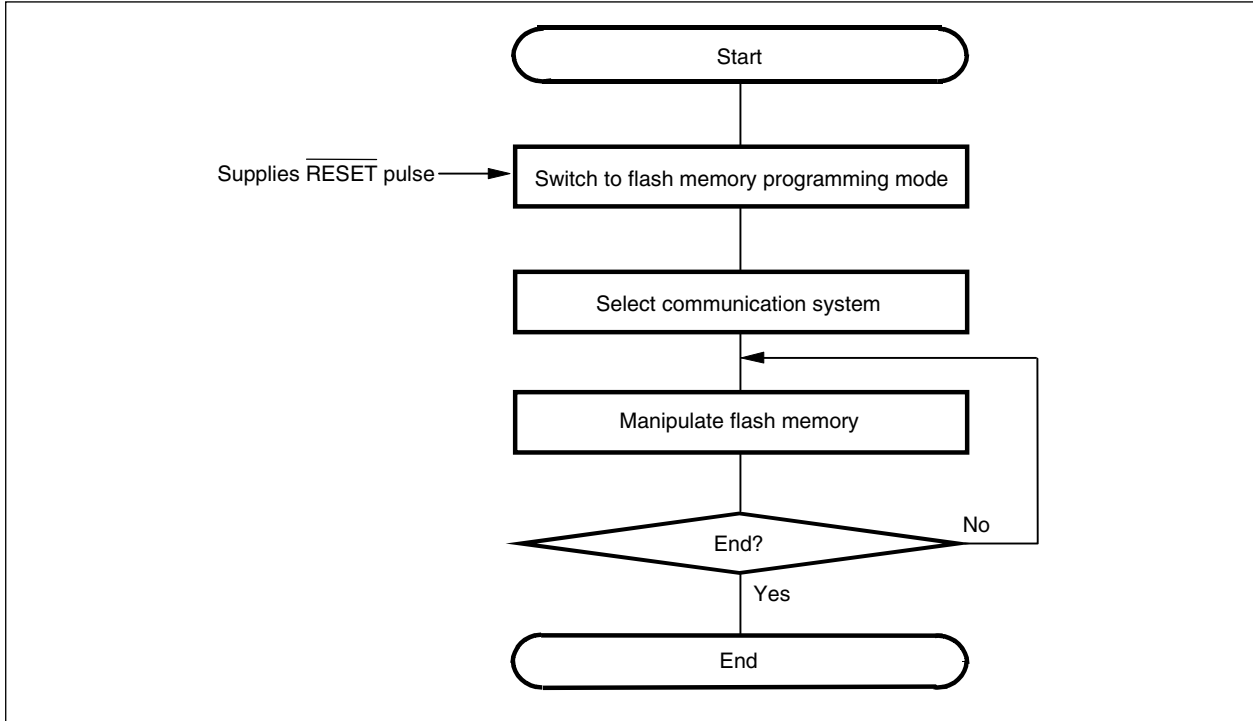 Start
Supplies RESET pulse
Switch to flash memory programming mode
Select communication system
Manipulate flash memory
End?
No
Yes
End